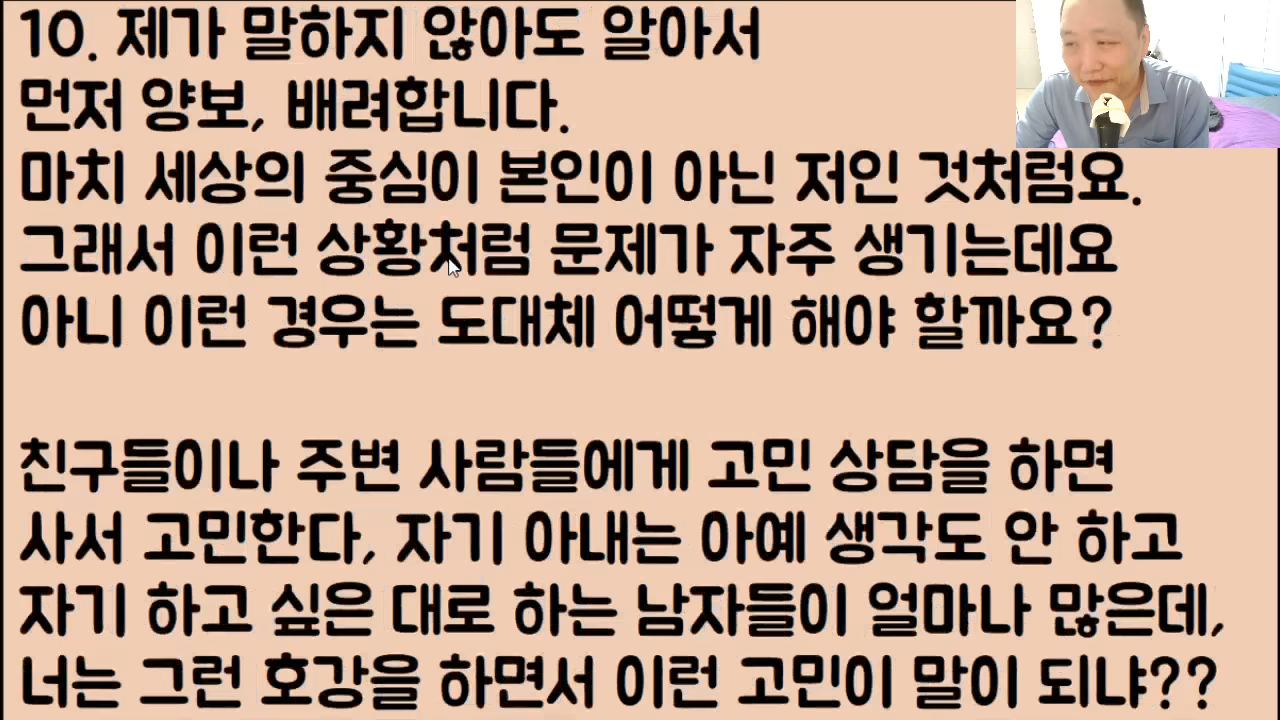 10. 제가 말하지 않아도 알아서
먼저 양보, 배려합니다.
마치 세상의 중심이 본인이 아닌 저인 것처럼요.
그래서 이런 상황처럼 문제가 자주 생기는데요
아니 이런 경우는 도대체 어떻게 해야 할까요?
친구들이나 주변 사람들에게 고민 상담을 하면
사서 고민한다, 자기 아내는 아예 생각도 안 하고
자기 하고 싶은 대로 하는 남자들이 얼마나 많은데,
너는 그런 호강을 하면서 이런 고민이 말이 되냐??